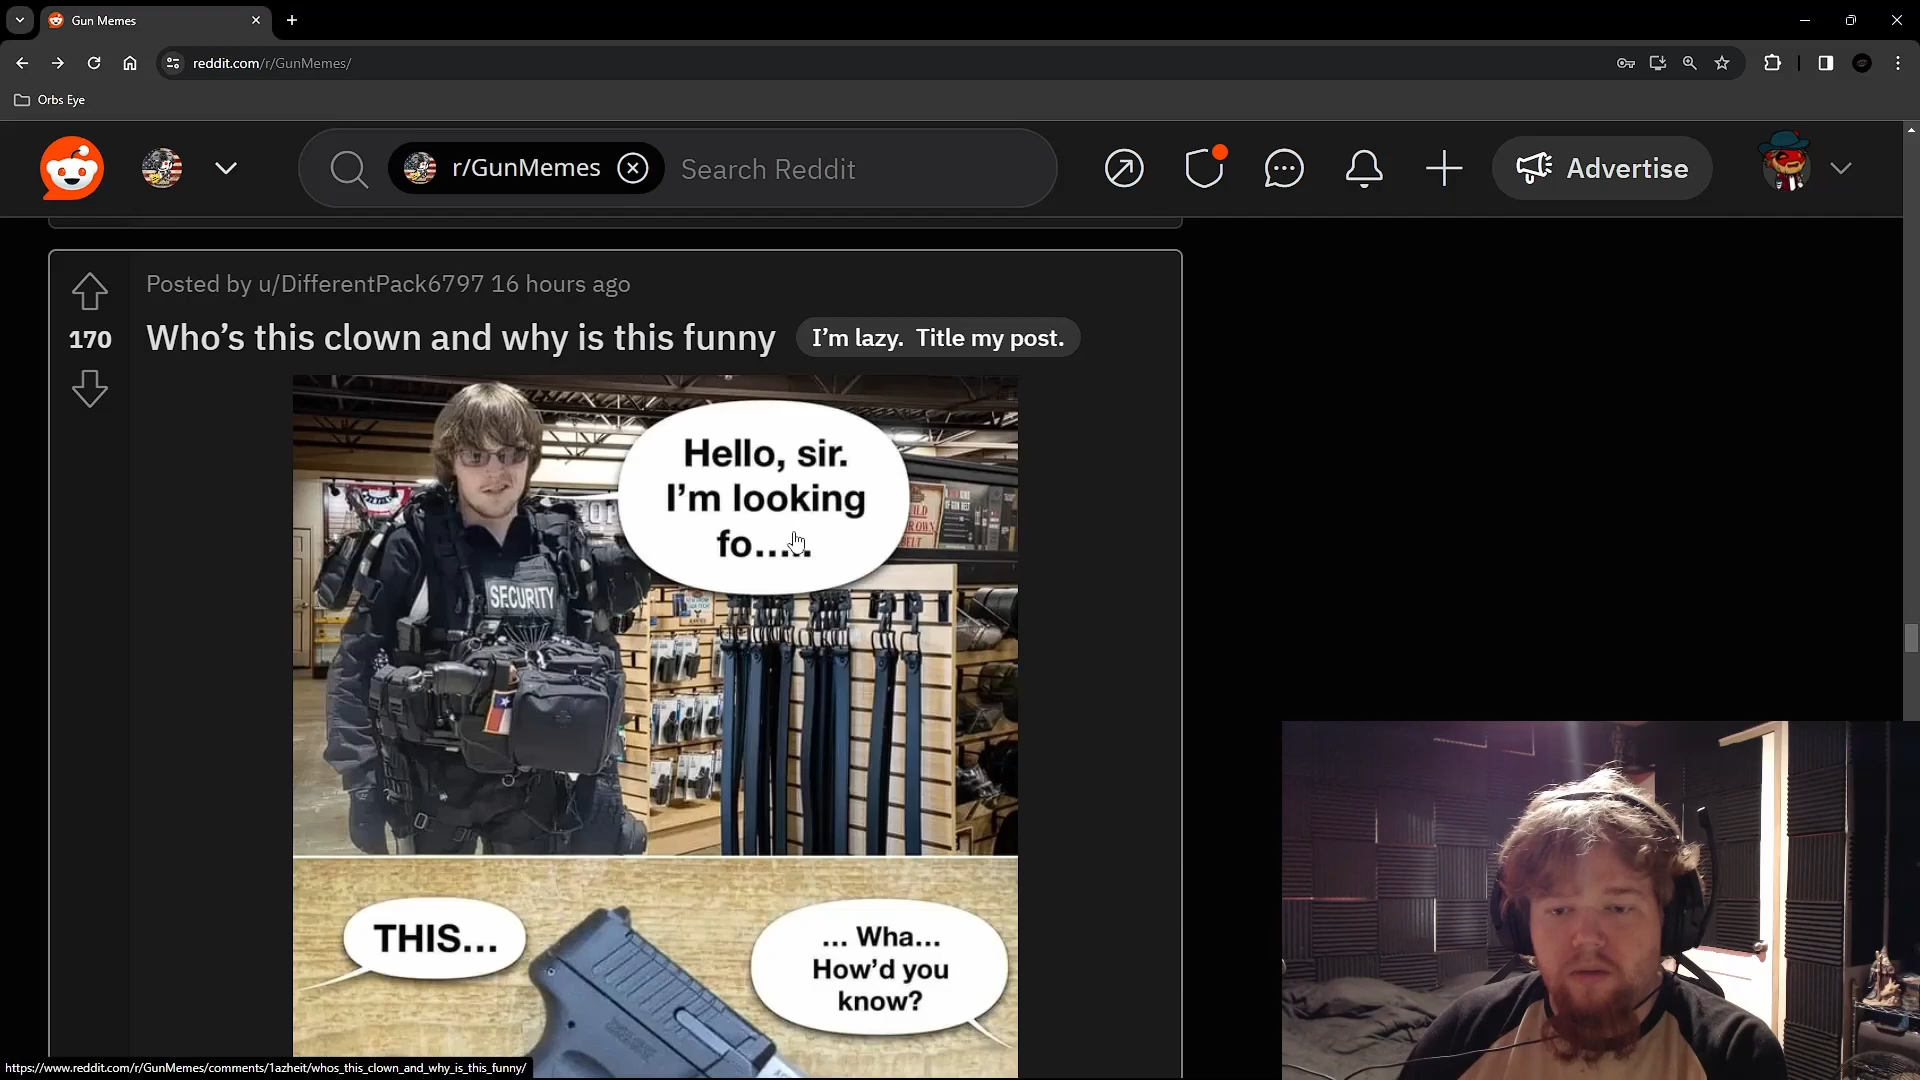 Gun Memes
reddit.com/r/GunMemes/
Orbs Eye
r/GunMemes
Search Reddit
Advertise
Posted by u/DifferentPack6797 16 hours ago
170
Who's this clown and why is this funny
I'm lazy. Title my post.
Hello, sir.
I'm looking
fo.....
SECURITY
THIS...
... Wha...
How'd you
know?
https://www.reddit.com/r/GunMemes/comments/1azheit/whos_this_clown_and_why_is_this_funny/